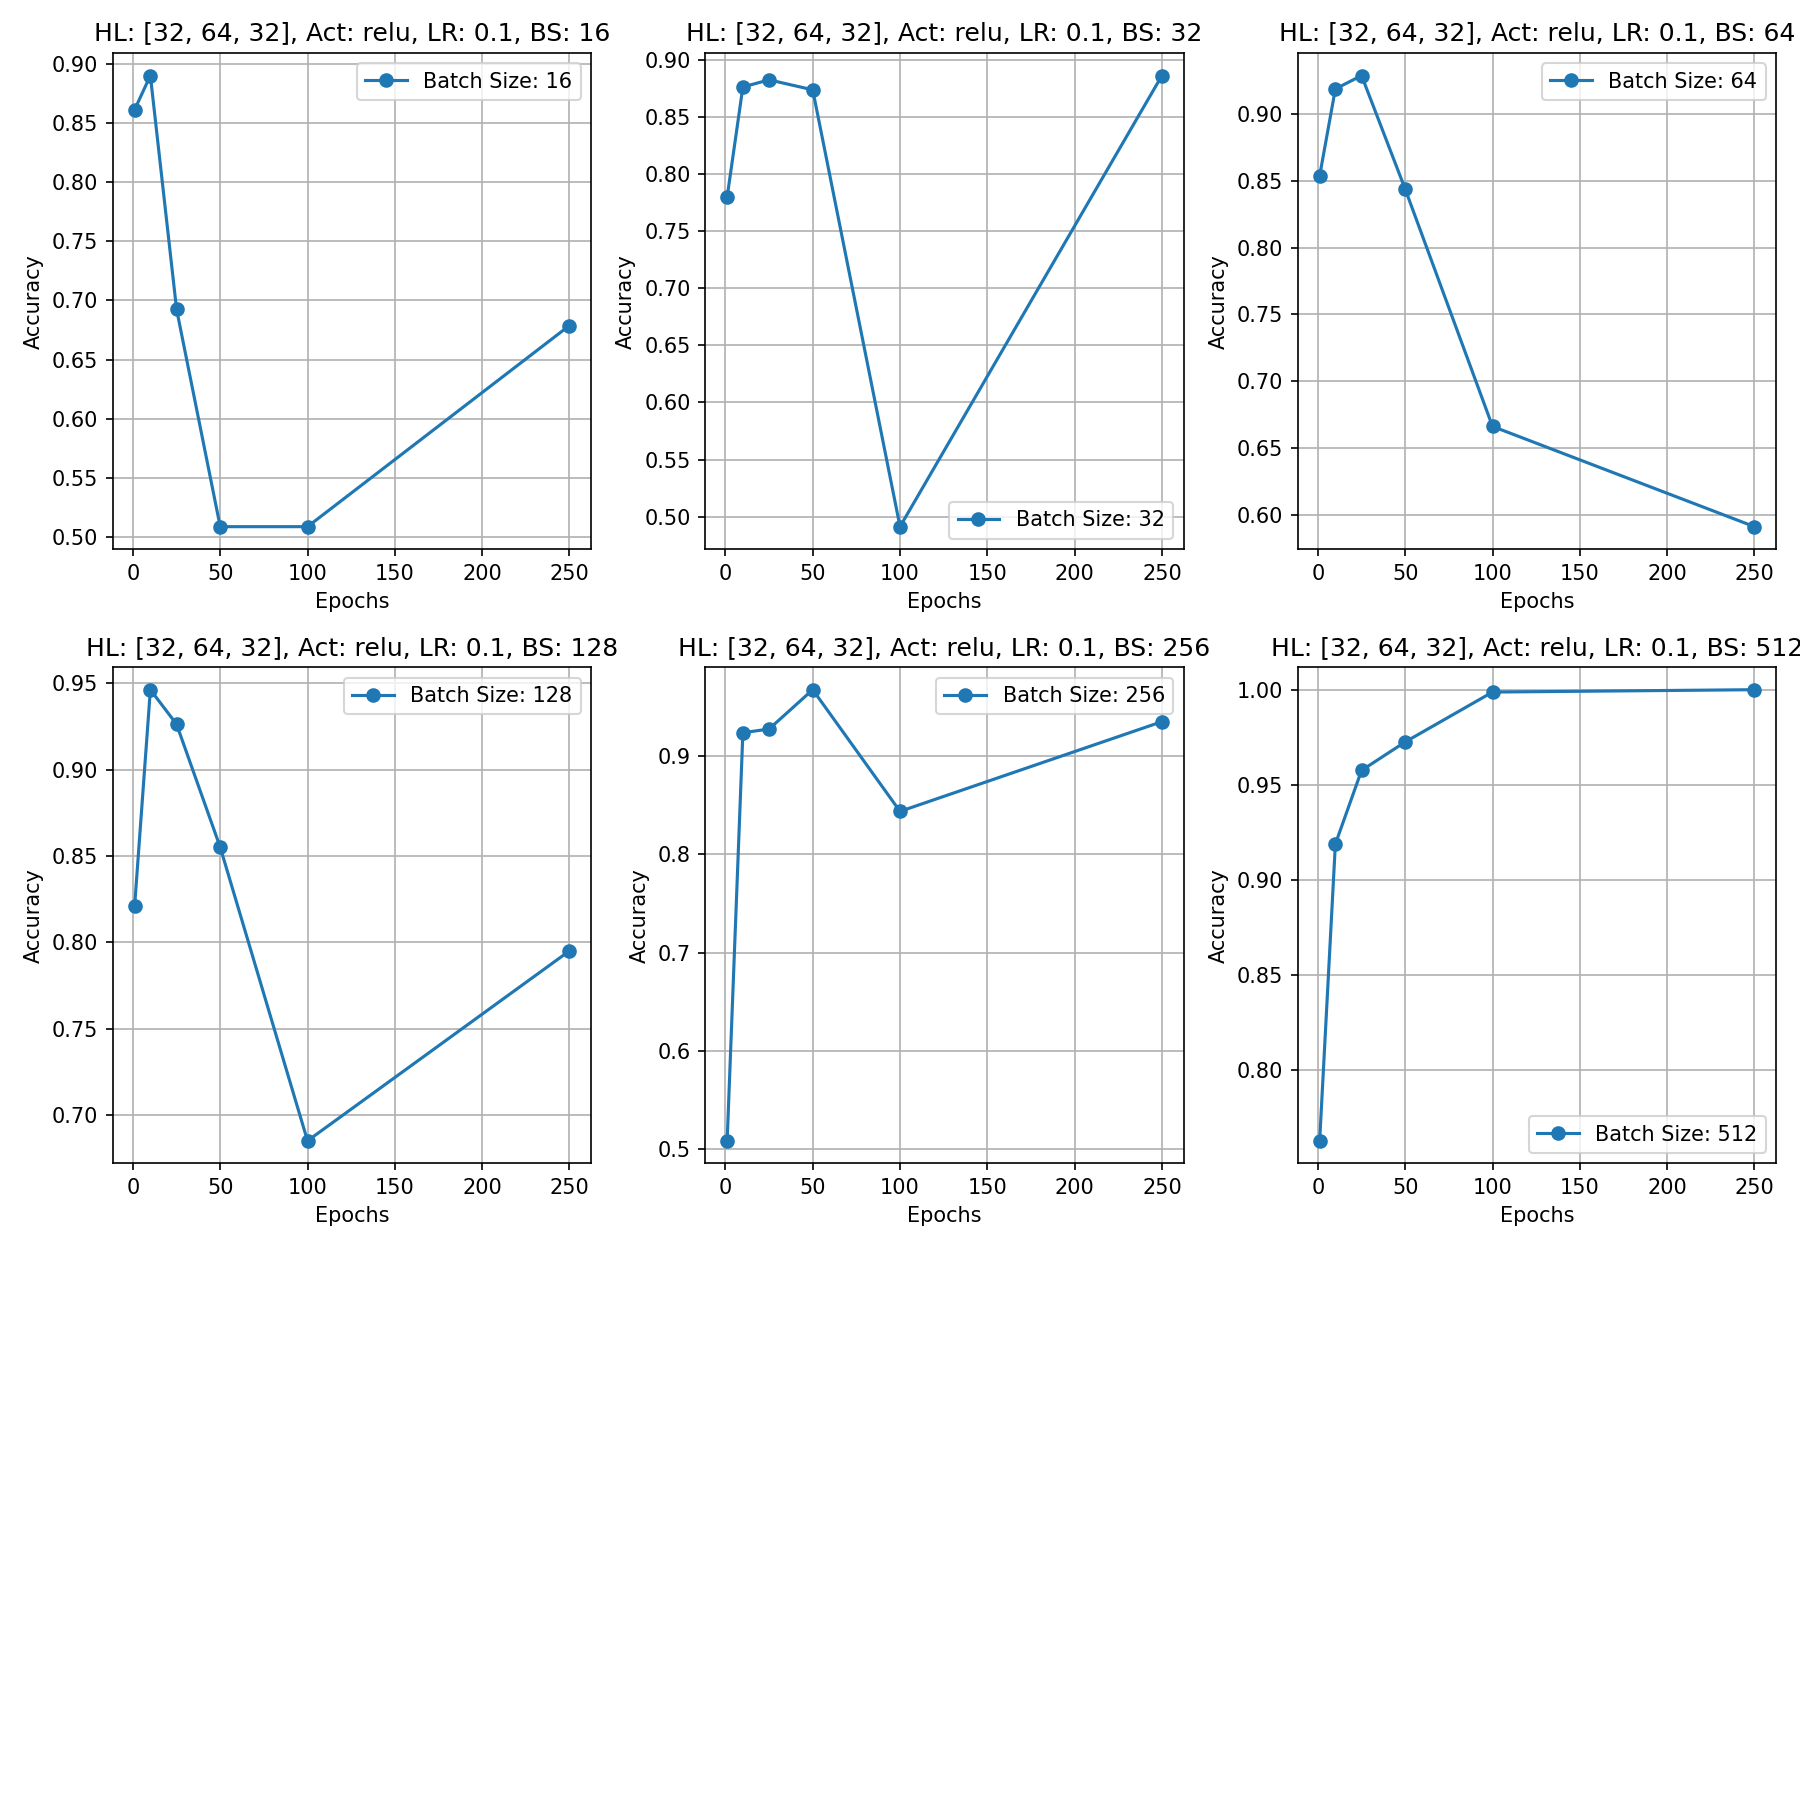 HL: [32, 64, 32], Act: relu, LR: 0.1, BS: 16
Batch Size: 16
0.90
0.85
0.80
0.75
0.70
0.65
0.60
0.55
0.50
Accuracy
0 50 100 150 200 250
Epochs
HL: [32, 64, 32], Act: relu, LR: 0.1, BS: 32
0.90
0.85
0.80
0.75
0.70
0.65
0.60
0.55
0.50
Accuracy
Batch Size: 32
0 50 100 150 200 250
Epochs
HL: [32, 64, 32], Act: relu, LR: 0.1, BS: 64
Batch Size: 64
0.90
0.85
0.80
0.75
0.70
0.65
0.60
Accuracy
0 50 100 150 200 250
Epochs
HL: [32, 64, 32], Act: relu, LR: 0.1, BS: 128
Batch Size: 128
0.95
0.90
0.85
0.80
0.75
0.70
Accuracy
0 50 100 150 200 250
Epochs
HL: [32, 64, 32], Act: relu, LR: 0.1, BS: 256
Batch Size: 256
0.9
0.8
0.7
0.6
0.5
Accuracy
0 50 100 150 200 250
Epochs
HL: [32, 64, 32], Act: relu, LR: 0.1, BS: 512
1.00
0.95
0.90
0.85
0.80
Accuracy
Batch Size: 512
0 50 100 150 200 250
Epochs